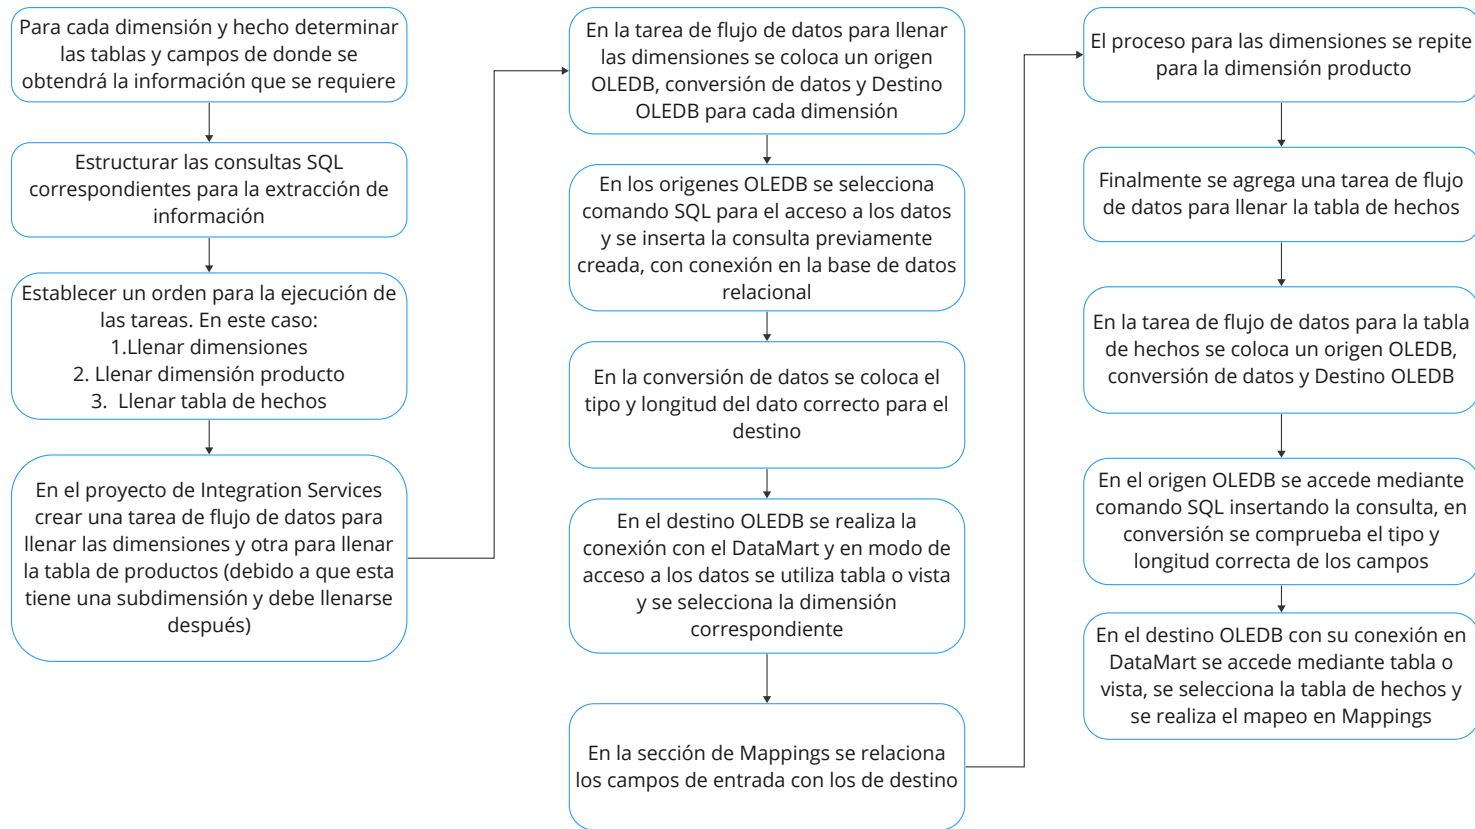 Para cada dimensión y hecho determinar
las tablas y campos de donde se
obtendrá la información que se requiere
Estructurar las consultas SQL
correspondientes para la extracción de
información
Establecer un orden para la ejecución de
las tareas. En este caso:
1.Llenar dimensiones
2. Llenar dimensión producto
3. Llenar tabla de hechos
En el proyecto de Integration Services
crear una tarea de flujo de datos para
llenar las dimensiones y otra para llenar
la tabla de productos (debido a que esta
tiene una subdimensión y debe llenarse
después)
En la tarea de flujo de datos para llenar
las dimensiones se coloca un origen
OLEDB, conversión de datos y Destino
OLEDB para cada dimensión
En los origenes OLEDB se selecciona
comando SQL para el acceso a los datos
y se inserta la consulta previamente
creada, con conexión en la base de datos
relacional
En la conversión de datos se coloca el
tipo y longitud del dato correcto para el
destino
En el destino OLEDB se realiza la
conexión con el DataMart y en modo de
acceso a los datos se utiliza tabla o vista
y se selecciona la dimensión
correspondiente
En la sección de Mappings se relaciona
los campos de entrada con los de destino
El proceso para las dimensiones se repite
para la dimensión producto
Finalmente se agrega una tarea de flujo
de datos para llenar la tabla de hechos
En la tarea de flujo de datos para la tabla
de hechos se coloca un origen OLEDB,
conversión de datos y Destino OLEDB
En el origen OLEDB se accede mediante
comando SQL insertando la consulta, en
conversión se comprueba el tipo y
longitud correcta de los campos
En el destino OLEDB con su conexión en
DataMart se accede mediante tabla o
vista, se selecciona la tabla de hechos y
se realiza el mapeo en Mappings